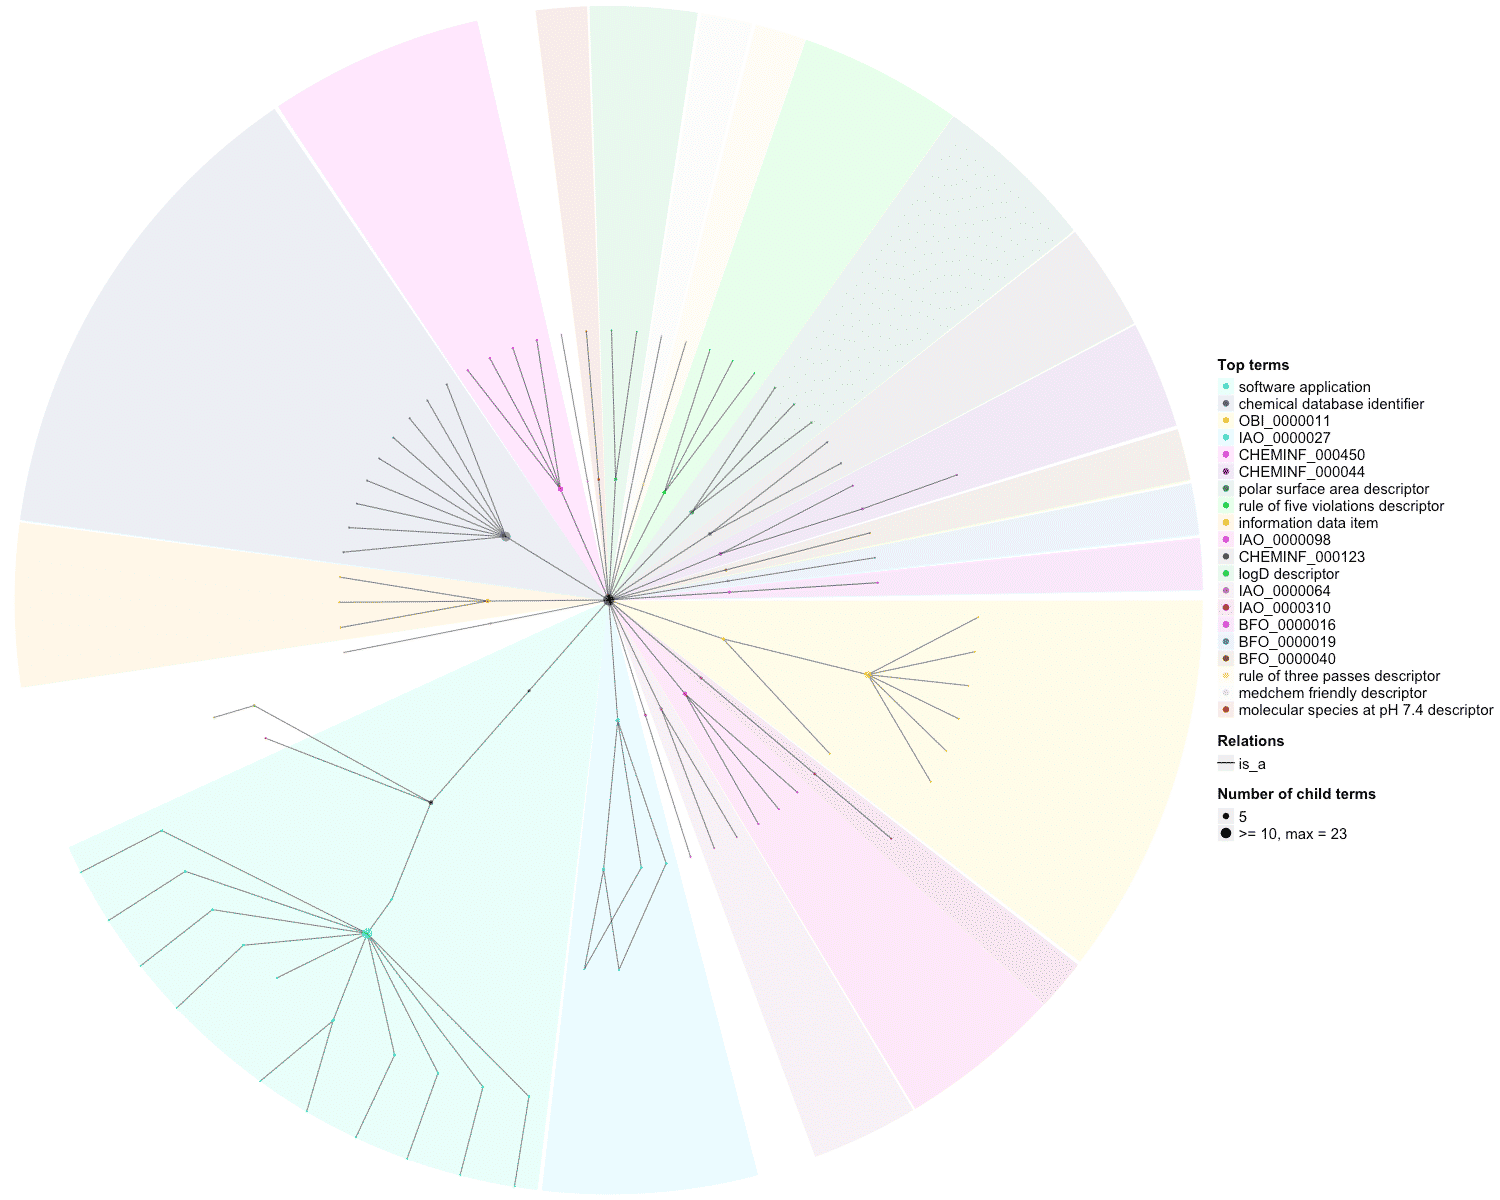 Top terms
software application
chemical database identifier
OBI_0000011
IAO_0000027
CHEMINF_000450
CHEMINF_000044
polar surface area descriptor
rule of five violations descriptor
information data item
IAO_0000098
CHEMINF_000123
logD descriptor
IAO_0000064
IAO_0000310
BFO_0000016
BFO_0000019
BFO_0000040
rule of three passes descriptor
medchem friendly descriptor
molecular species at pH 7.4 descriptor
Relations
is_a
Number of child terms
5
>= 10, max = 23